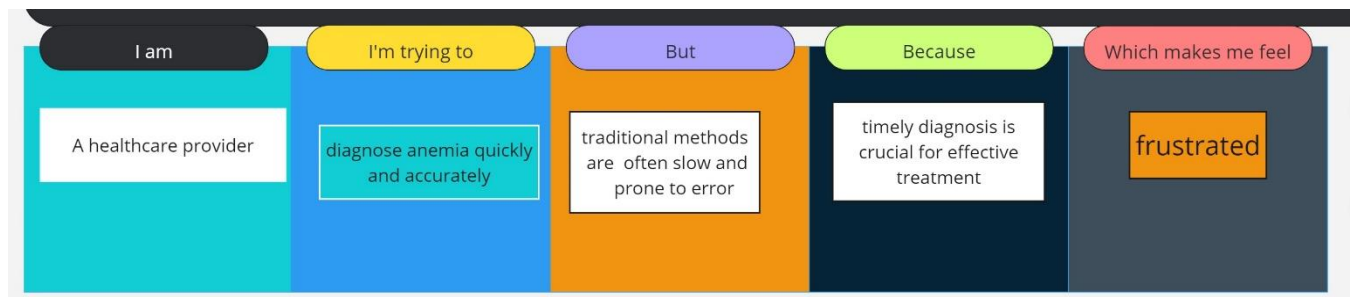 I am
A healthcare provider
I'm trying to
diagnose anemia quickly
and accurately
But
traditional methods
are often slow and
prone to error
Because
timely diagnosis is
crucial for effective
treatment
Which makes me feel
frustrated